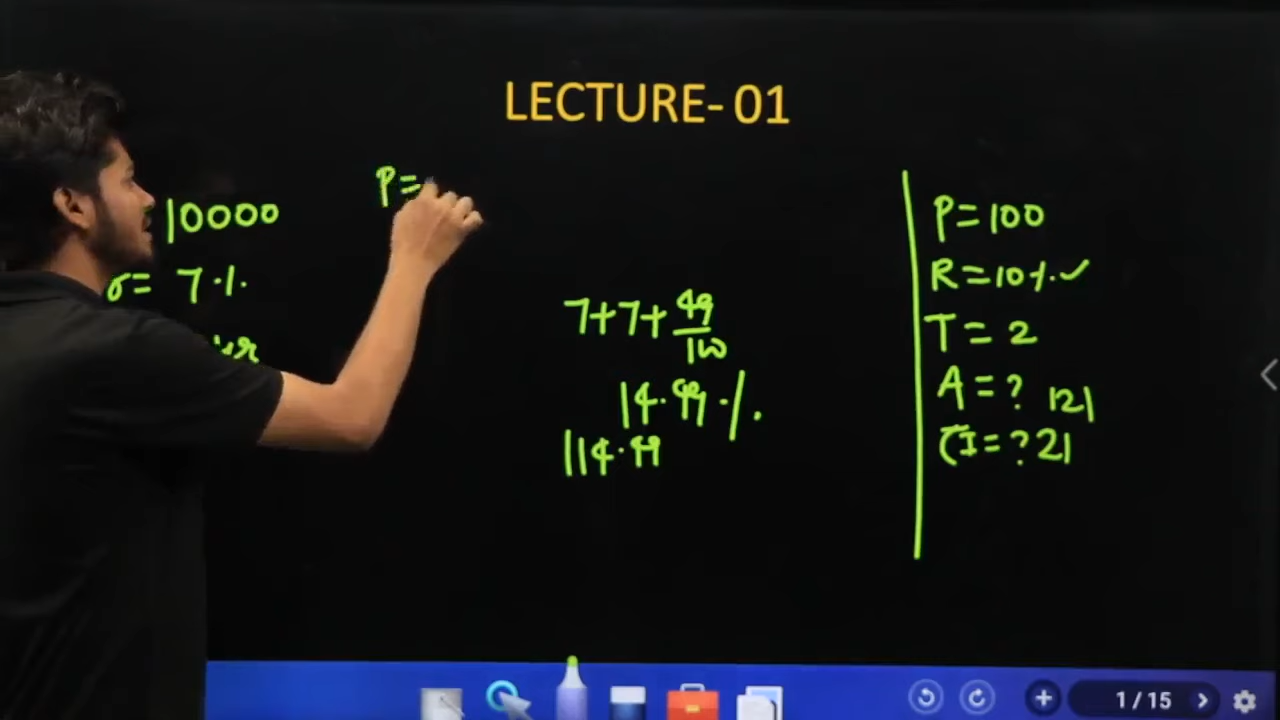 LECTURE-01
10000
r= 7%
yr
P=
7+7+49/100
14.49%.
114.49
P=100
R=10%✓
T=2
A=? 121
CI=? 21
1/15